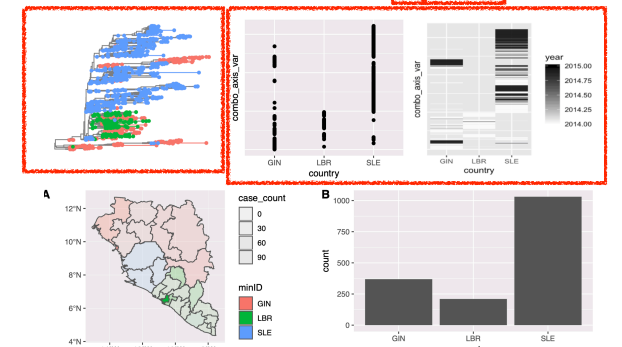 combo_axis_var
GIN LBR SLE
country
combo_axis_var
GIN LBR SLE
country
year
2015.00
2014.75
2014.50
2014.25
2014.00
A
12°N
10°N
8°N
6°N
4°N
case_count
0
30
60
90
minID
GIN
LBR
SLE
B
count
1000
750
500
250
0
GIN LBR SLE